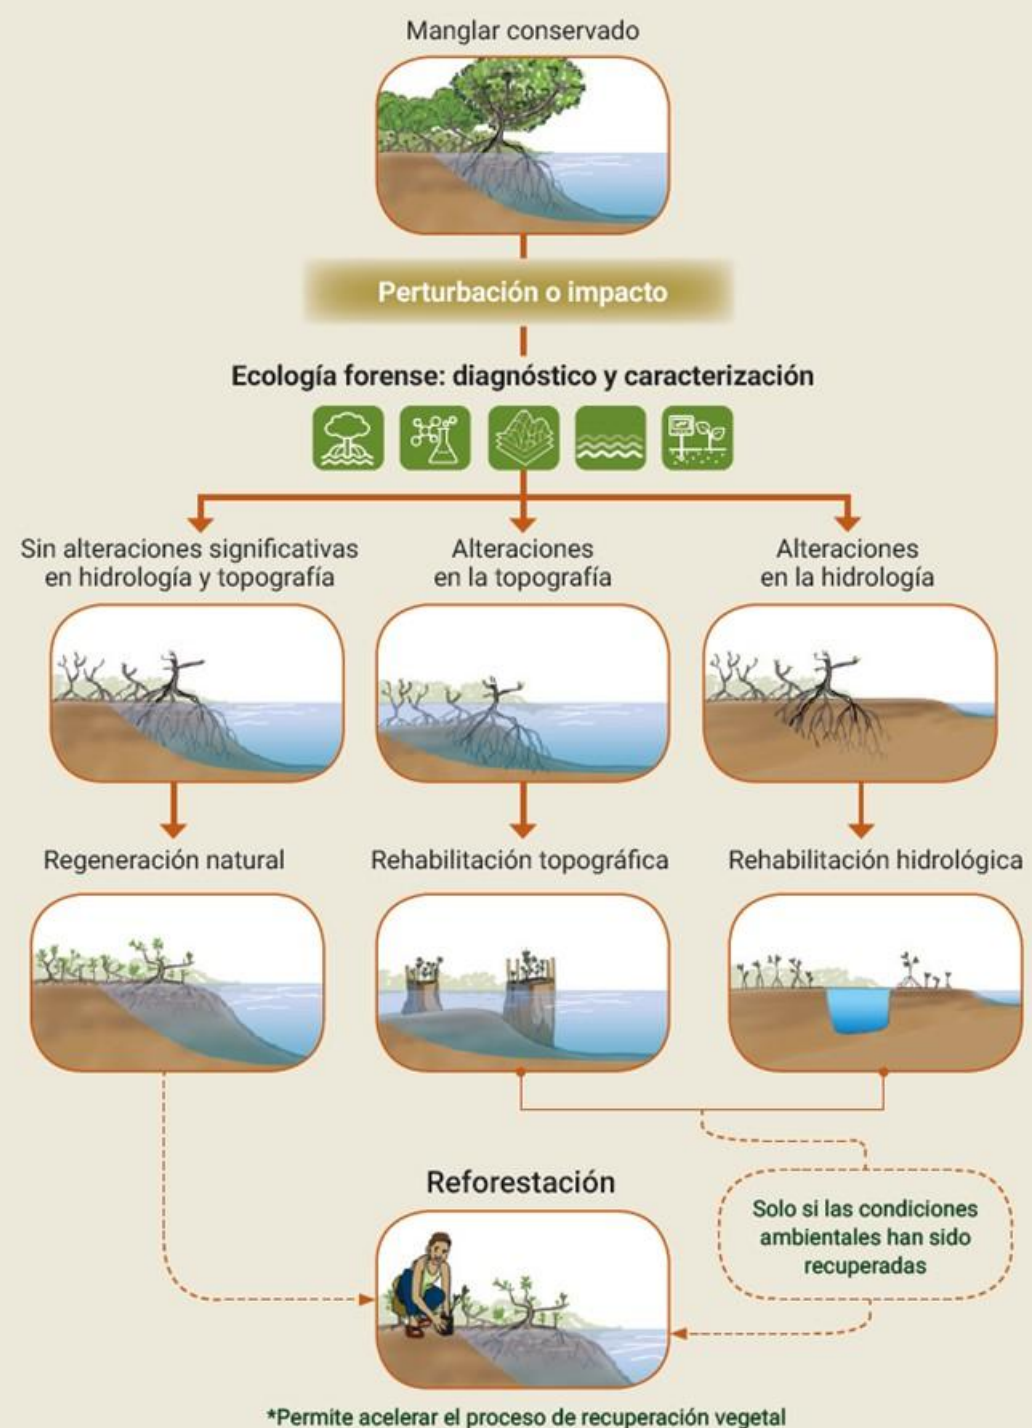 Manglar conservado
Perturbación o impacto
Ecología forense: diagnóstico y caracterización
Sin alteraciones significativas
en hidrología y topografía
Alteraciones
en la topografía
Alteraciones
en la hidrología
Regeneración natural
Rehabilitación topográfica
Rehabilitación hidrológica
Reforestación
Solo si las condiciones
ambientales han sido
recuperadas
*Permite acelerar el proceso de recuperación vegetal